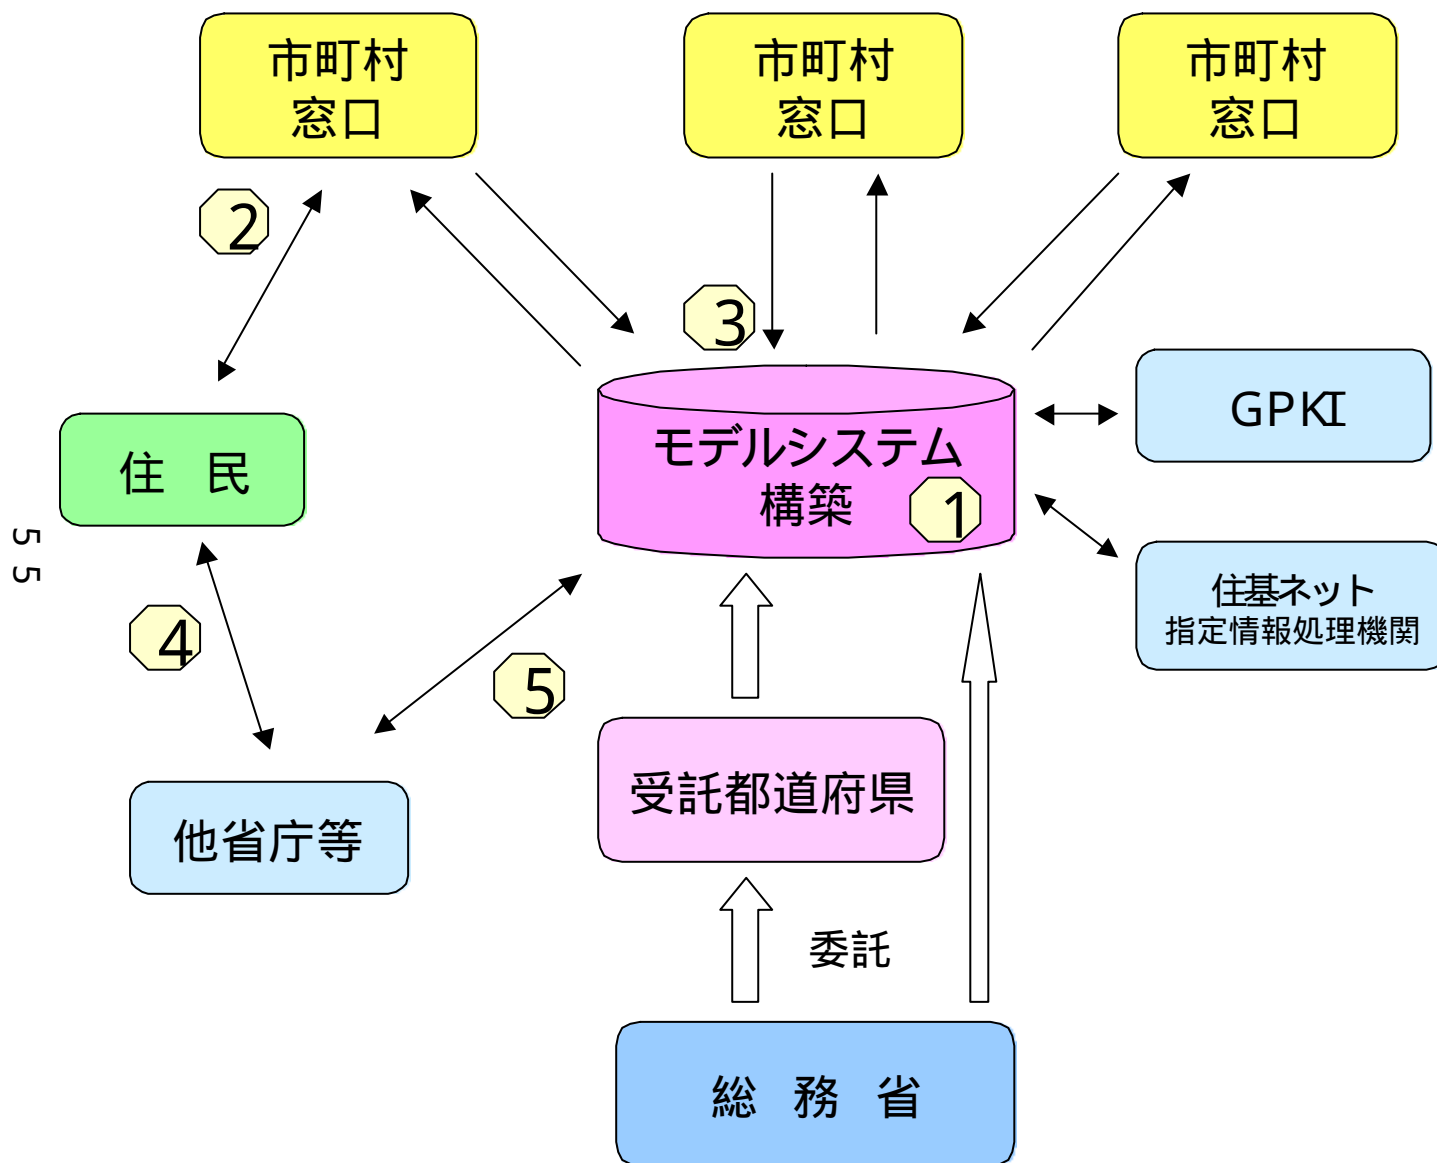 市町村
窓口
市町村
窓口
市町村
窓口
2
3
GPKI
モデルシステム
構築
1
住 民
住基ネット
指定情報処理機関
55
4
5
受託都道府県
他省庁等
委託
総 務 省